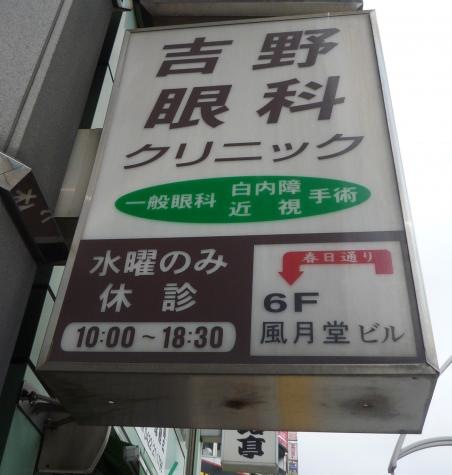 吉野
眼科
クリニック
一般眼科 白内障 近視 手術
水曜のみ
休診
10:00～18:30
春日通り
6F
風月堂ビル
亭